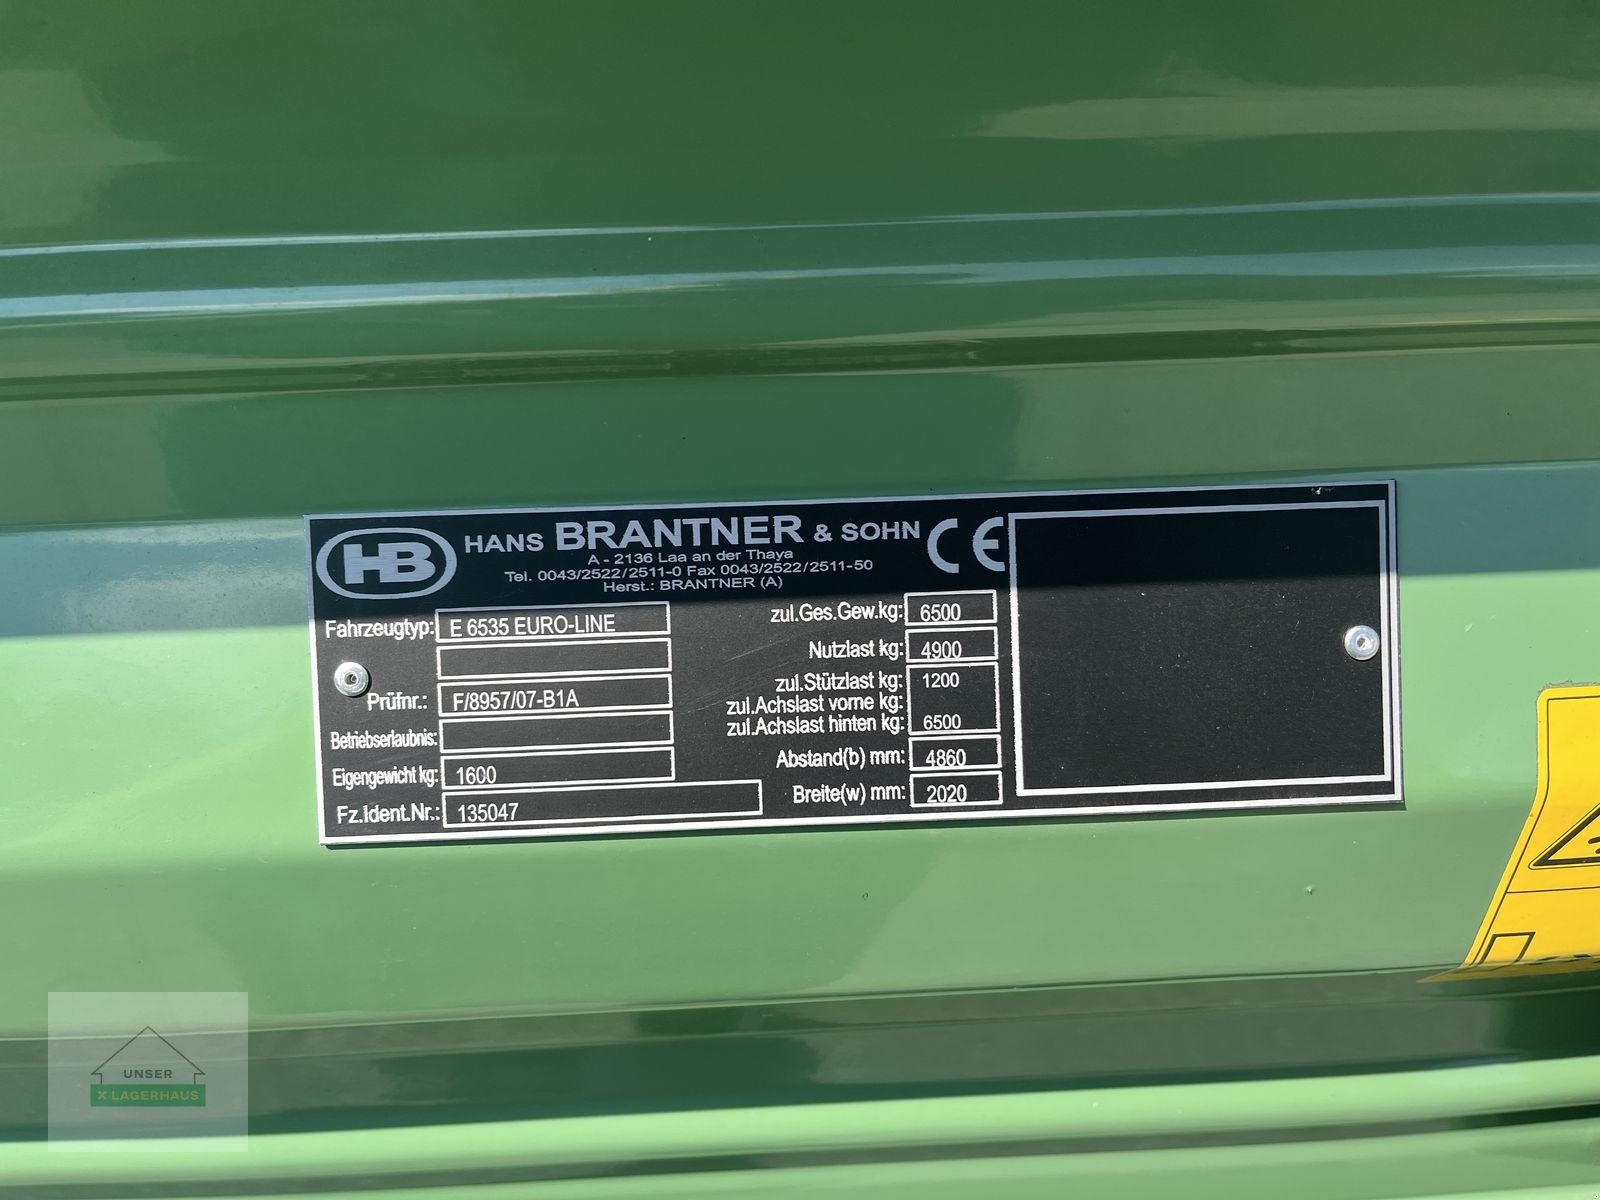 HB
HANS BRANTNER & SOHN CE
A - 2136 Laa an der Thaya
Tel. 0043/2522/2511-0 Fax 0043/2522/2511-50
Herst.: BRANTNER (A)
Fahrzeugtyp: E 6535 EURO-LINE
Prüfnr.: F/8957/07-B1A
Betriebserlaubnis:
Eigengewicht kg: 1600
Fz.Ident.Nr.: 135047
zul.Ges.Gew.kg: 6500
Nutzlast kg: 4900
zul.Stützlast kg: 1200
zul.Achslast vorne kg:
zul.Achslast hinten kg: 6500
Abstand(b) mm: 4860
Breite(w) mm: 2020
UNSER
LAGERHAUS